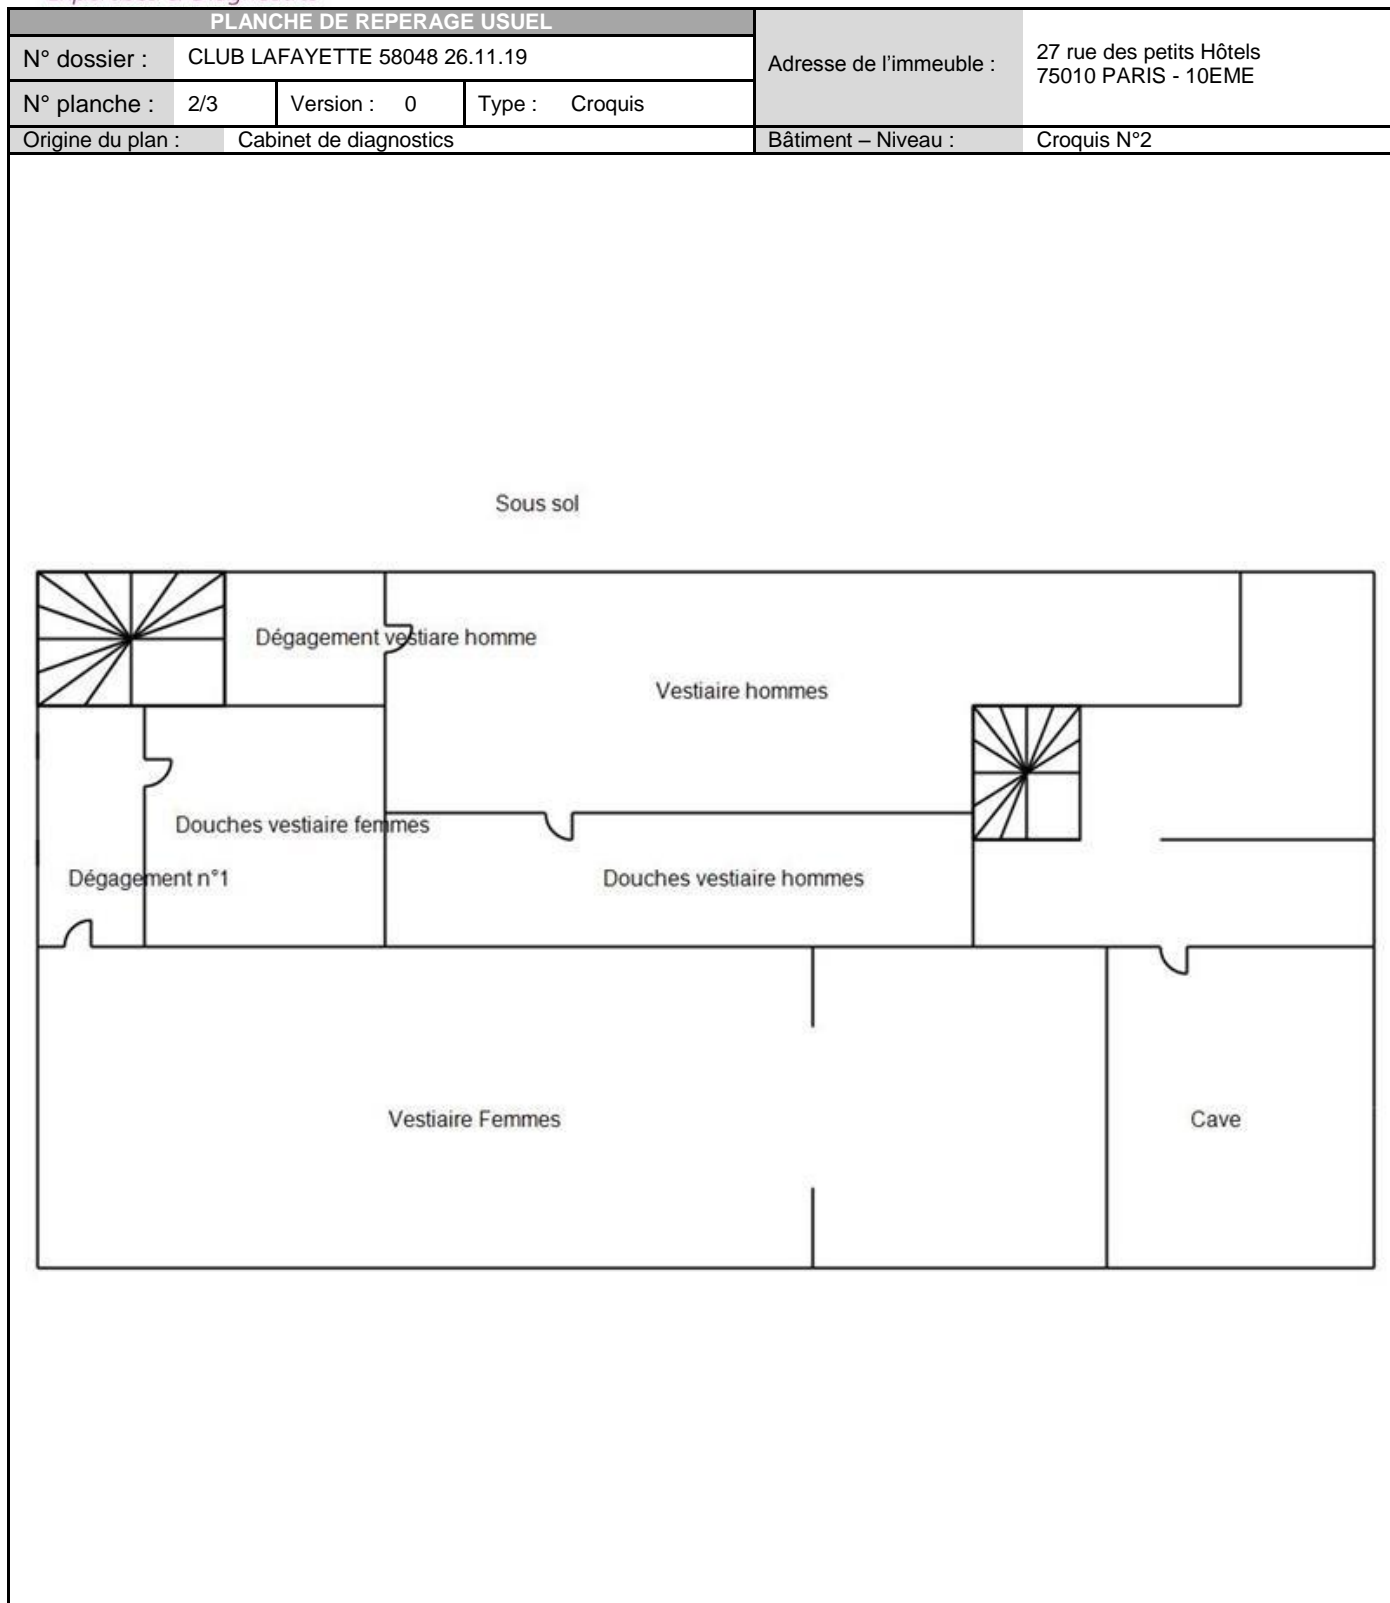 PLANCHE DE REPERAGE USUEL
N° dossier : CLUB LAFAYETTE 58048 26.11.19
Adresse de l'immeuble : 27 rue des petits Hôtels
75010 PARIS - 10EME
N° planche : 2/3 Version : 0 Type : Croquis
Origine du plan : Cabinet de diagnostics
Bâtiment – Niveau : Croquis N°2
Sous sol
Dégagement vestiare homme
Vestiaire hommes
Douches vestiaire femmes
Dégagement n°1
Douches vestiaire hommes
Vestiaire Femmes
Cave